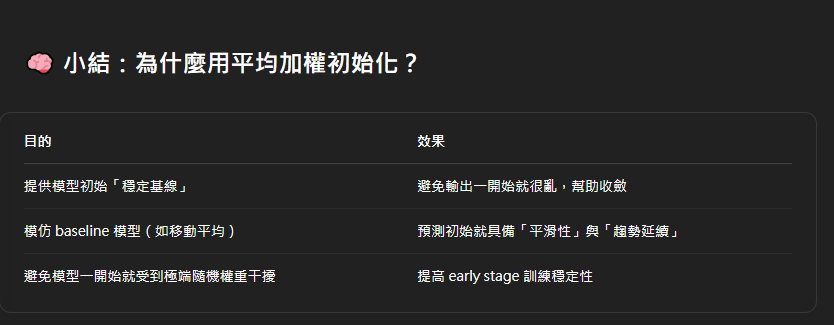 🧠 小結：為什麼用平均加權初始化？
目的 效果
提供模型初始「穩定基線」 避免輸出一開始就很亂，幫助收斂
模仿 baseline 模型（如移動平均） 預測初始就具備「平滑性」與「趨勢延續」
避免模型一開始就受到極端隨機權重干擾 提高 early stage 訓練穩定性